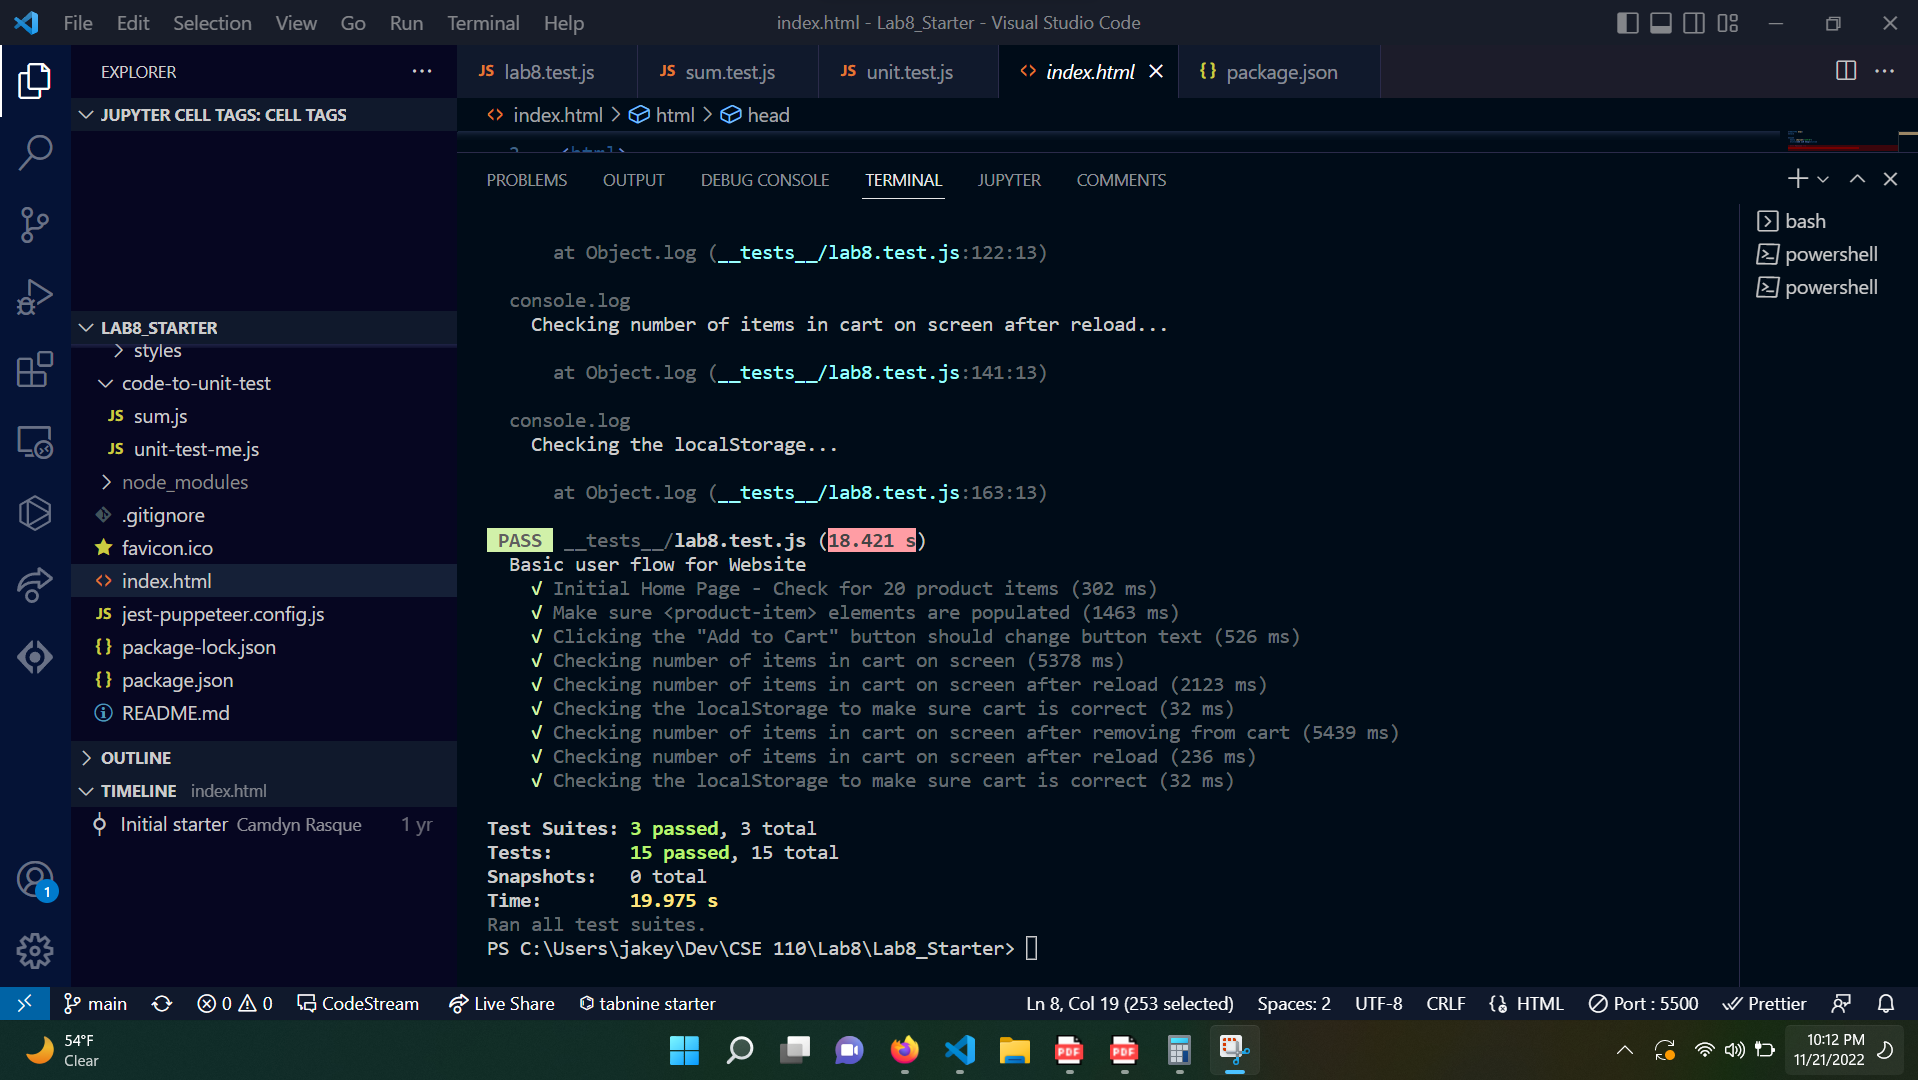 File Edit Selection View Go Run Terminal Help
index.html - Lab8_Starter - Visual Studio Code
EXPLORER
JUPYTER CELL TAGS: CELL TAGS
LAB8_STARTER
styles
code-to-unit-test
JS sum.js
JS unit-test-me.js
node_modules
.gitignore
favicon.ico
<> index.html
JS jest-puppeteer.config.js
{} package-lock.json
{} package.json
README.md
OUTLINE
TIMELINE index.html
Initial starter Camdyn Rasque 1 yr
1
JS lab8.test.js JS sum.test.js JS unit.test.js <> index.html {} package.json
<> index.html > html > head
2 <html>
PROBLEMS OUTPUT DEBUG CONSOLE TERMINAL JUPYTER COMMENTS
bash
powershell
powershell
at Object.log (__tests__/lab8.test.js:122:13)
console.log
Checking number of items in cart on screen after reload...
at Object.log (__tests__/lab8.test.js:141:13)
console.log
Checking the localStorage...
at Object.log (__tests__/lab8.test.js:163:13)
PASS __tests__/lab8.test.js (18.421 s)
Basic user flow for Website
√ Initial Home Page - Check for 20 product items (302 ms)
√ Make sure <product-item> elements are populated (1463 ms)
√ Clicking the "Add to Cart" button should change button text (526 ms)
√ Checking number of items in cart on screen (5378 ms)
√ Checking number of items in cart on screen after reload (2123 ms)
√ Checking the localStorage to make sure cart is correct (32 ms)
√ Checking number of items in cart on screen after removing from cart (5439 ms)
√ Checking number of items in cart on screen after reload (236 ms)
√ Checking the localStorage to make sure cart is correct (32 ms)
Test Suites: 3 passed, 3 total
Tests: 15 passed, 15 total
Snapshots: 0 total
Time: 19.975 s
Ran all test suites.
PS C:\Users\jakey\Dev\CSE 110\Lab8\Lab8_Starter>
main 0 0 CodeStream Live Share tabnine starter
Ln 8, Col 19 (253 selected) Spaces: 2 UTF-8 CRLF {} HTML Port : 5500 Prettier
54°F
Clear
PDF PDF
10:12 PM
11/21/2022